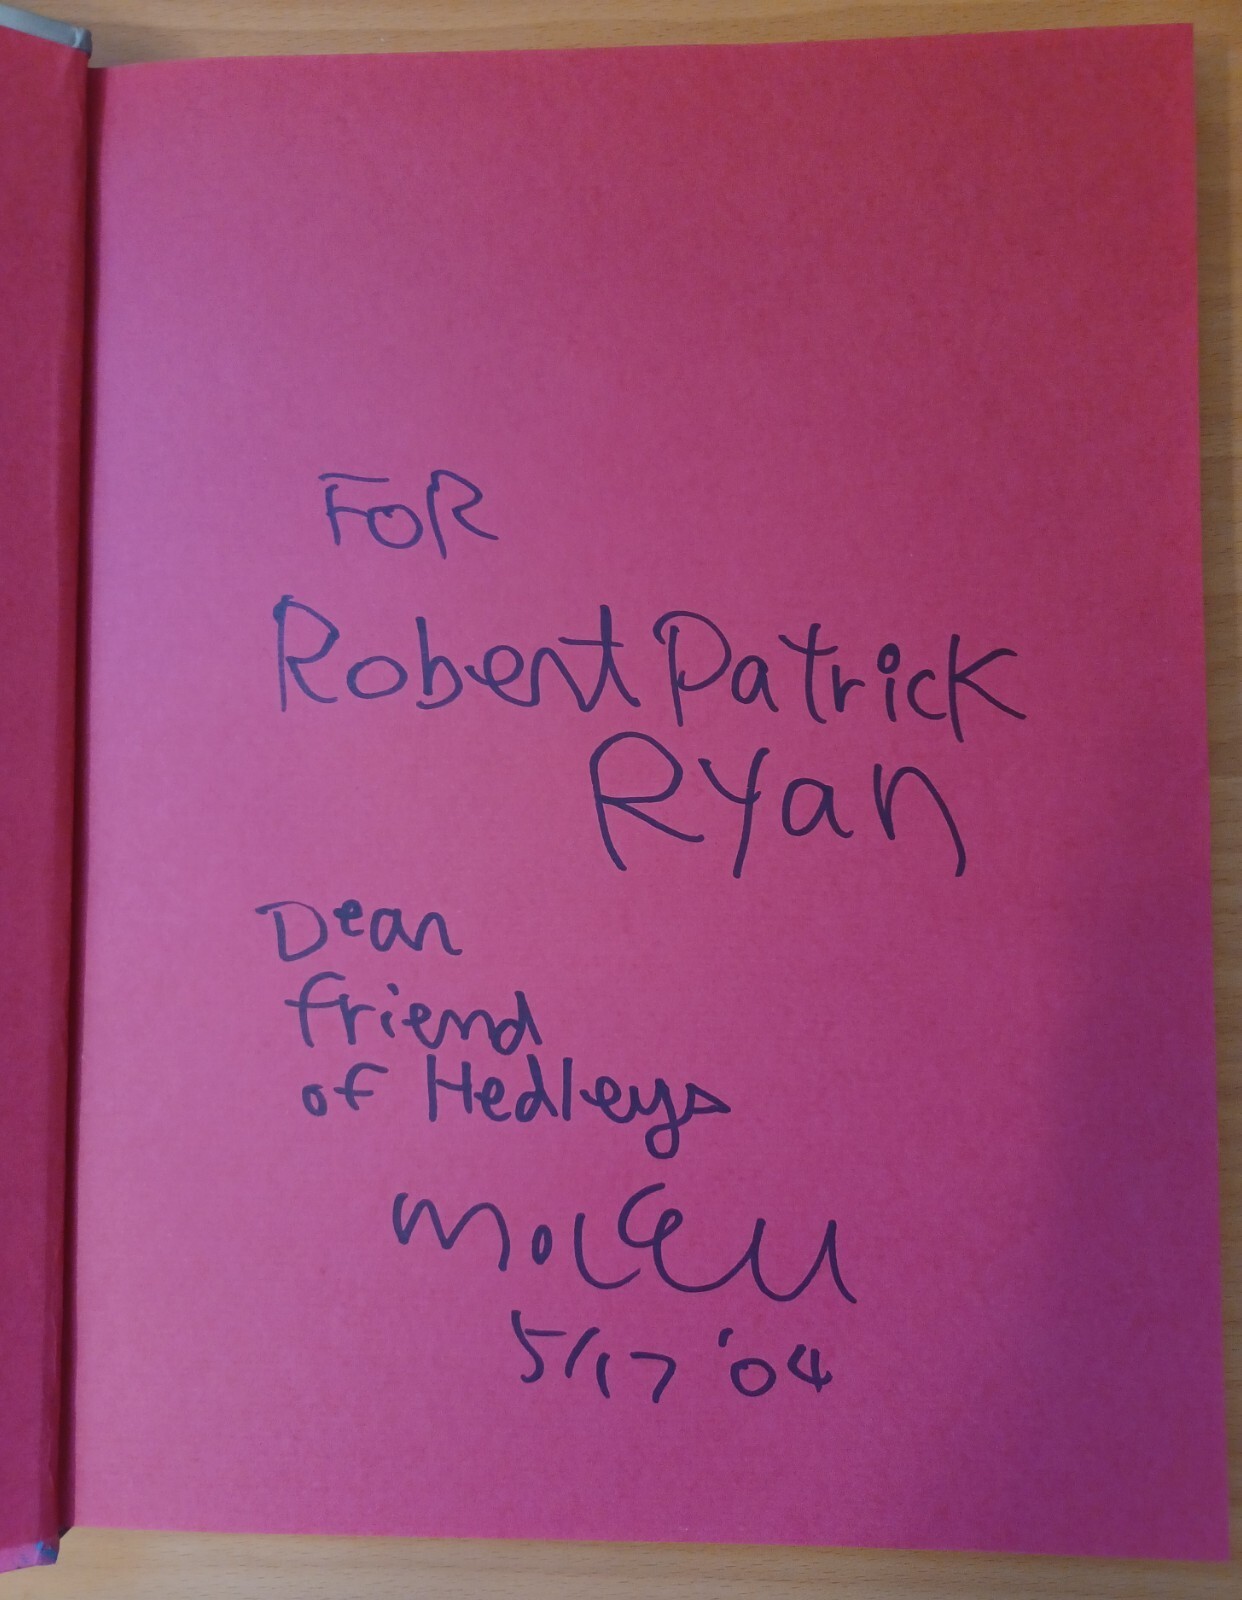 FOR
Robert Patrick
Ryan
Dear
friend
of Hedleys
5/17 '04